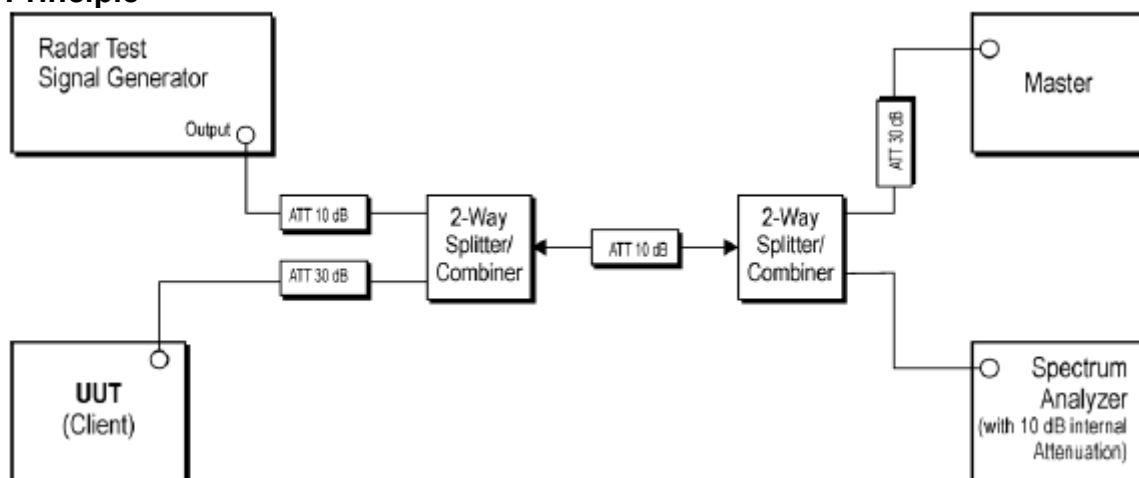 Principle
Radar Test
Signal Generator
Output
ATT 10 dB
ATT 30 dB
2-Way
Splitter/
Combiner
ATT 10 dB
2-Way
Splitter/
Combiner
ATT 30 dB
Master
UUT
(Client)
Spectrum
Analyzer
(with 10 dB internal
Attenuation)